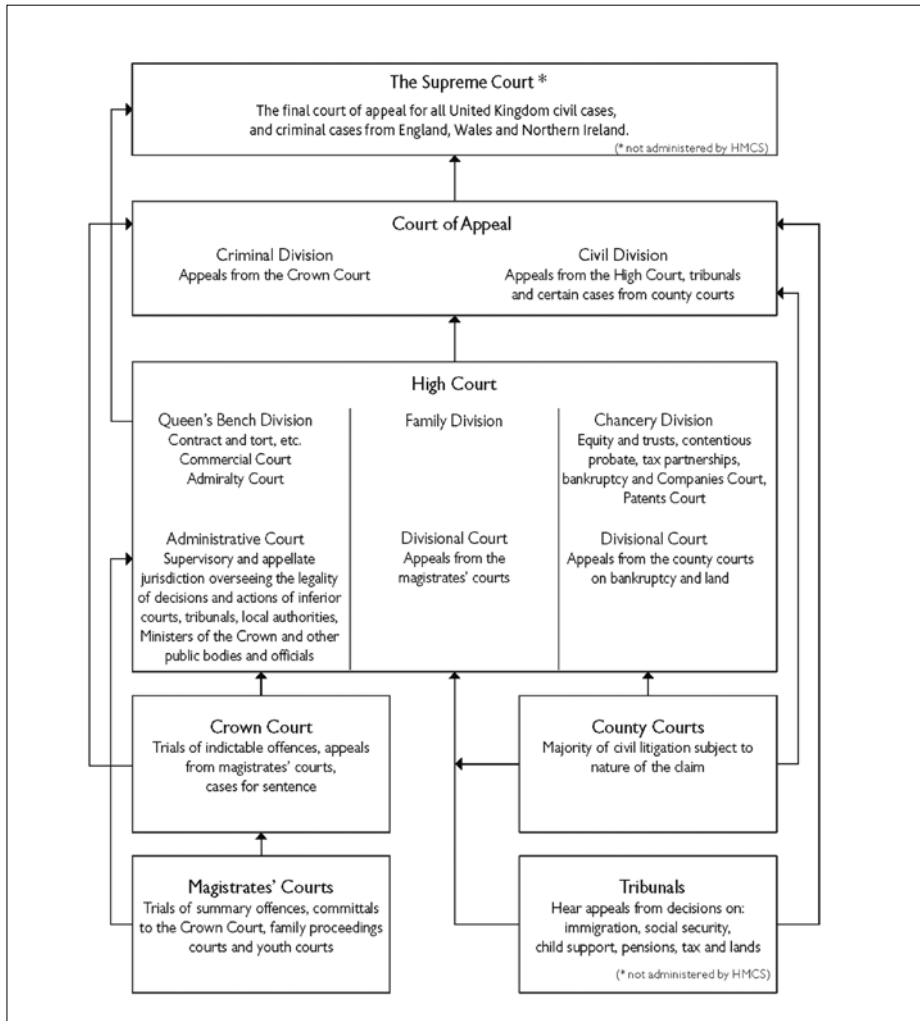 The Supreme Court *
The final court of appeal for all United Kingdom civil cases,
and criminal cases from England, Wales and Northern Ireland.
(* not administered by HMCS)
Court of Appeal
Criminal Division
Appeals from the Crown Court
Civil Division
Appeals from the High Court, tribunals
and certain cases from county courts
High Court
Queen's Bench Division
Contract and tort, etc.
Commercial Court
Admiralty Court
Administrative Court
Supervisory and appellate
jurisdiction overseeing the legality
of decisions and actions of inferior
courts, tribunals, local authorities,
Ministers of the Crown and other
public bodies and officials
Family Division
Divisional Court
Appeals from the
magistrates' courts
Chancery Division
Equity and trusts, contentious
probate, tax partnerships,
bankruptcy and Companies Court,
Patents Court
Divisional Court
Appeals from the county courts
on bankruptcy and land
Crown Court
Trials of indictable offences, appeals
from magistrates' courts,
cases for sentence
County Courts
Majority of civil litigation subject to
nature of the claim
Magistrates' Courts
Trials of summary offences, committals
to the Crown Court, family proceedings
courts and youth courts
Tribunals
Hear appeals from decisions on:
immigration, social security,
child support, pensions, tax and lands
(* not administered by HMCS)